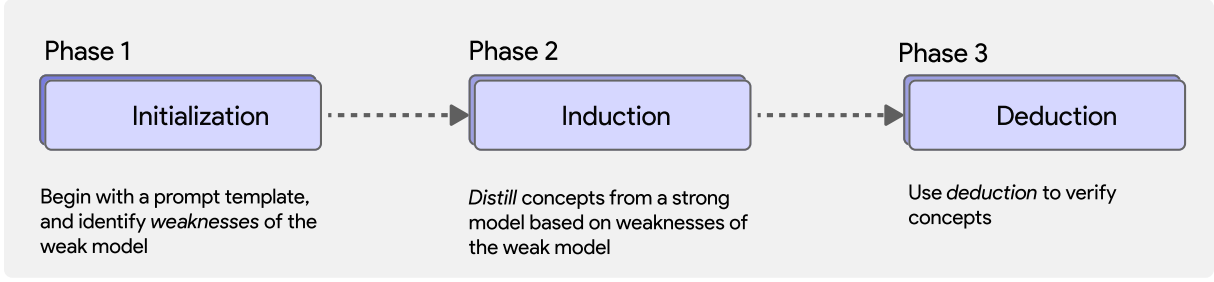 Phase 1
Initialization
Begin with a prompt template,
and identify weaknesses of the
weak model
Phase 2
Induction
Distill concepts from a strong
model based on weaknesses of
the weak model
Phase 3
Deduction
Use deduction to verify
concepts